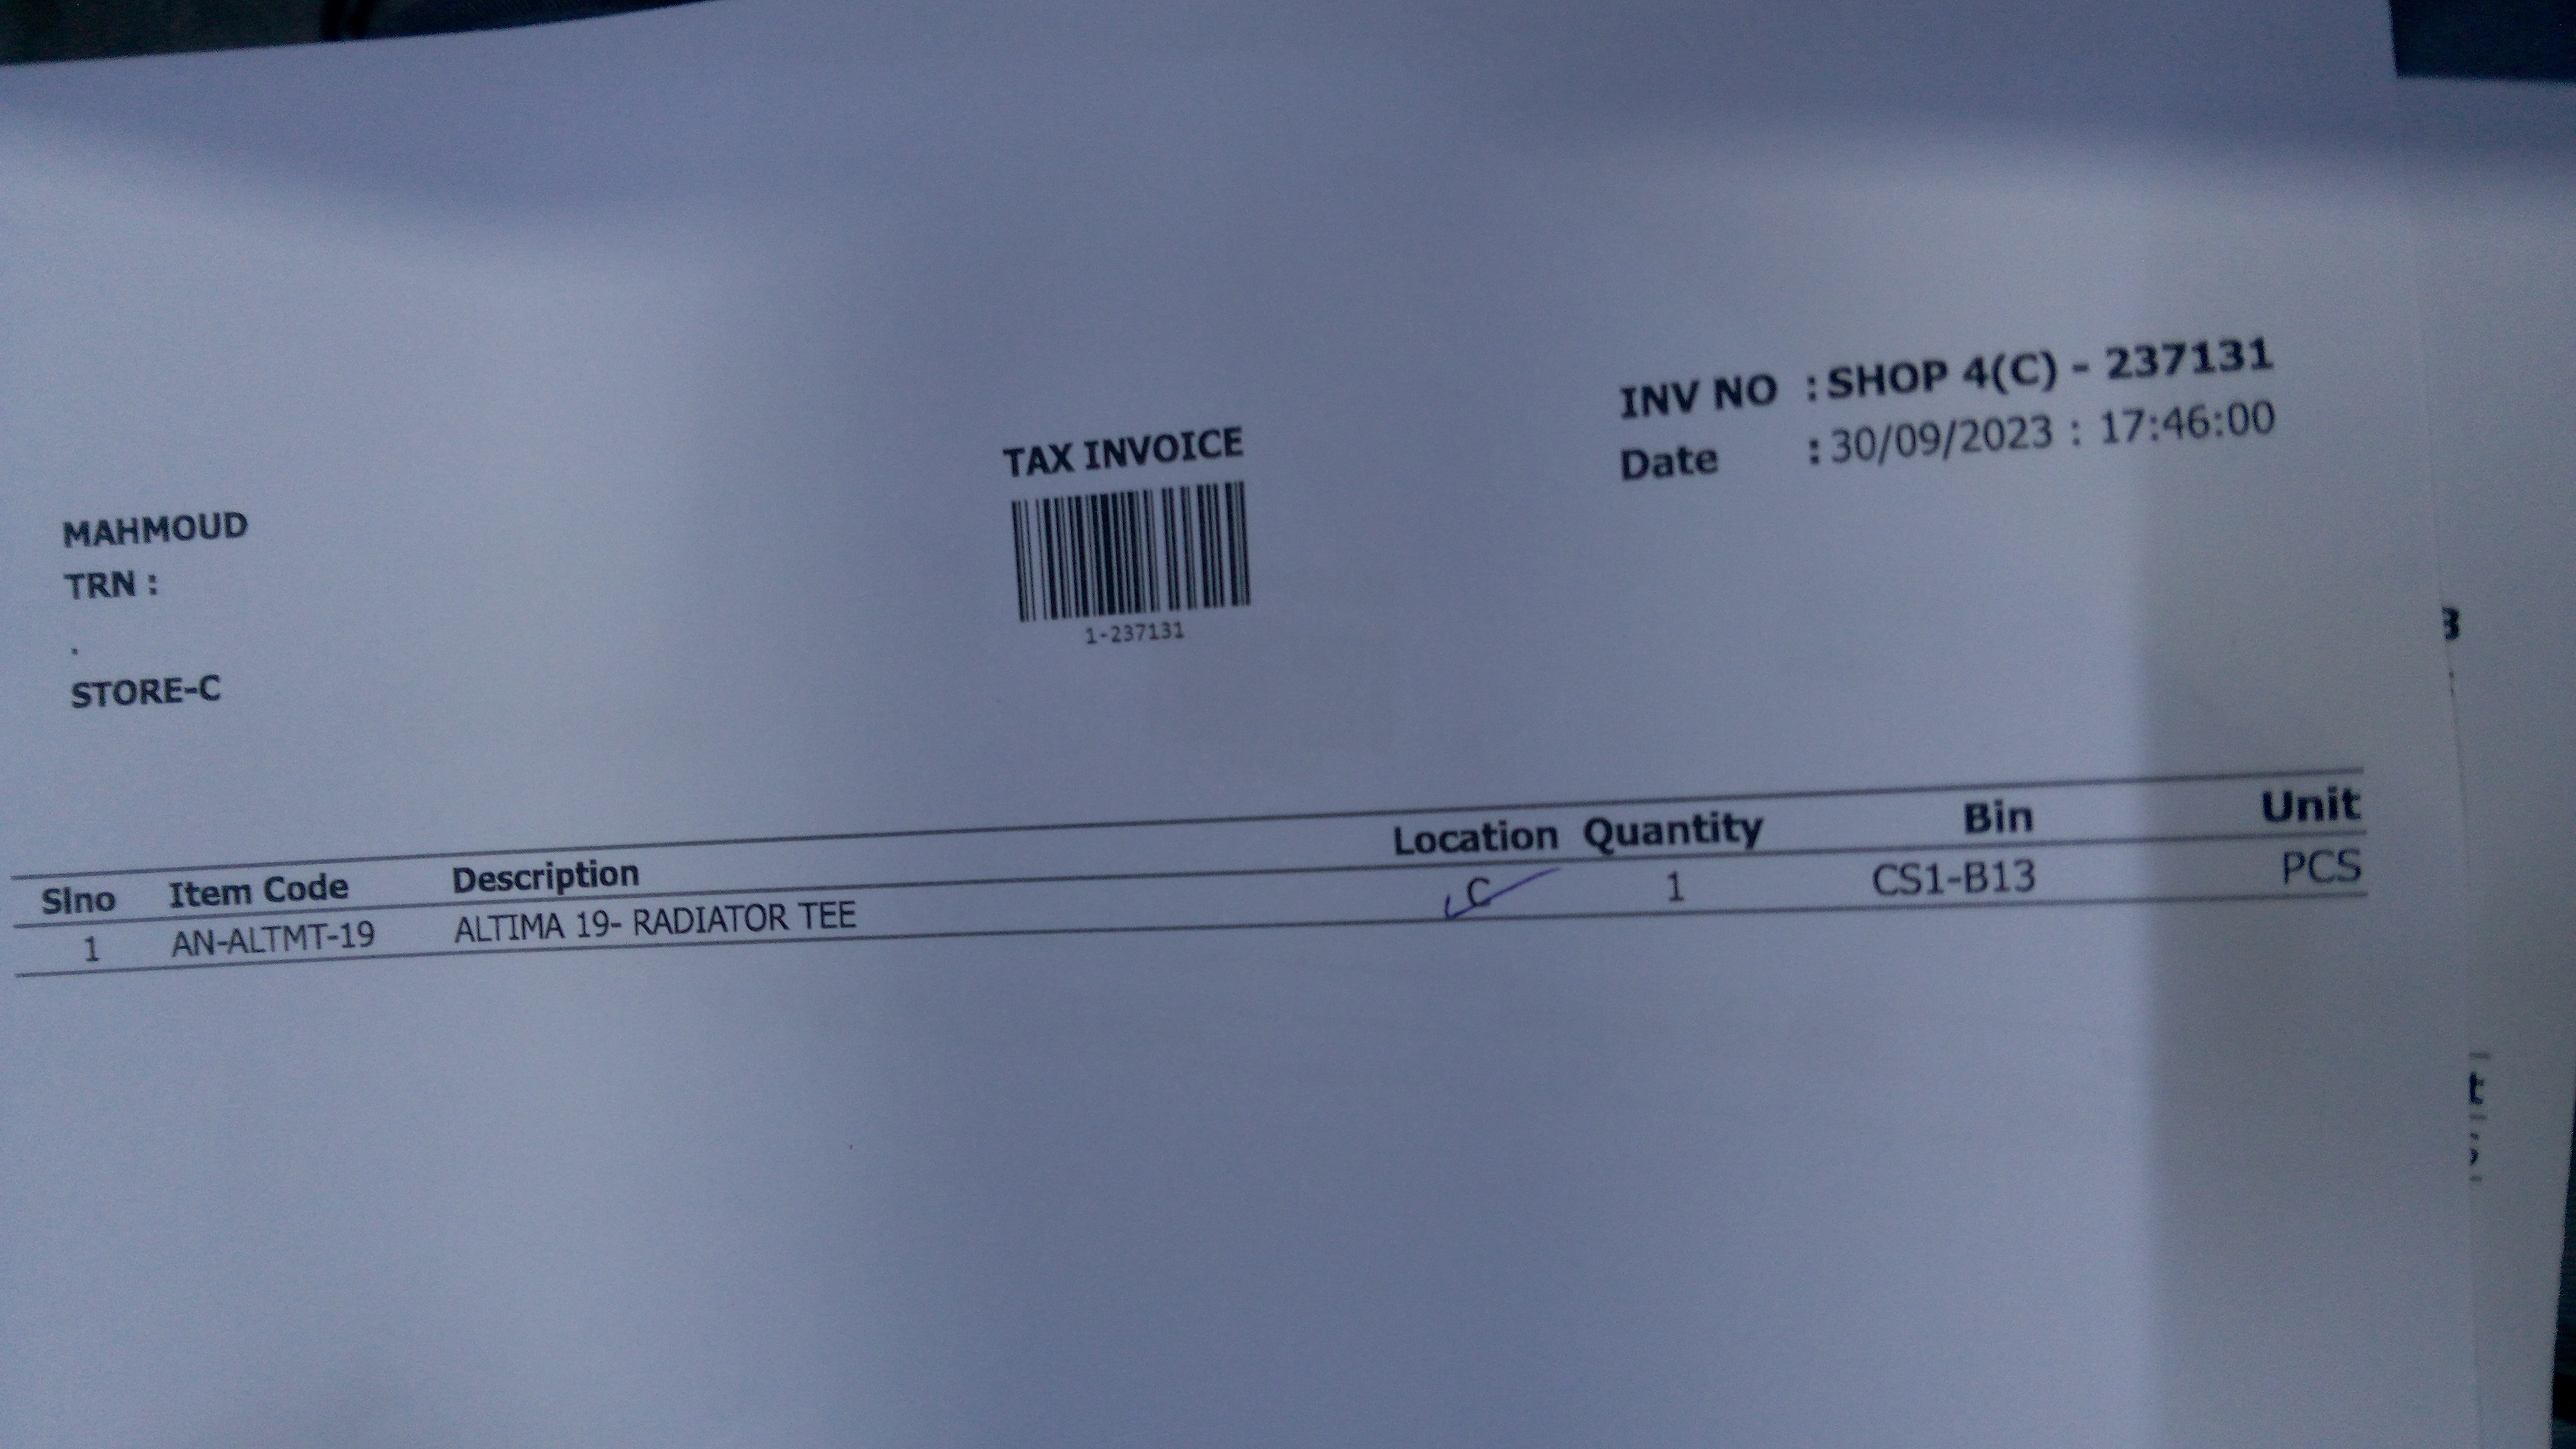 INV NO : SHOP 4(C) - 237131
Date : 30/09/2023 : 17:46:00
TAX INVOICE
1-237131
MAHMOUD
TRN :
.
STORE-C
Slno Item Code Description Location Quantity Bin Unit
1 AN-ALTMT-19 ALTIMA 19- RADIATOR TEE C 1 CS1-B13 PCS